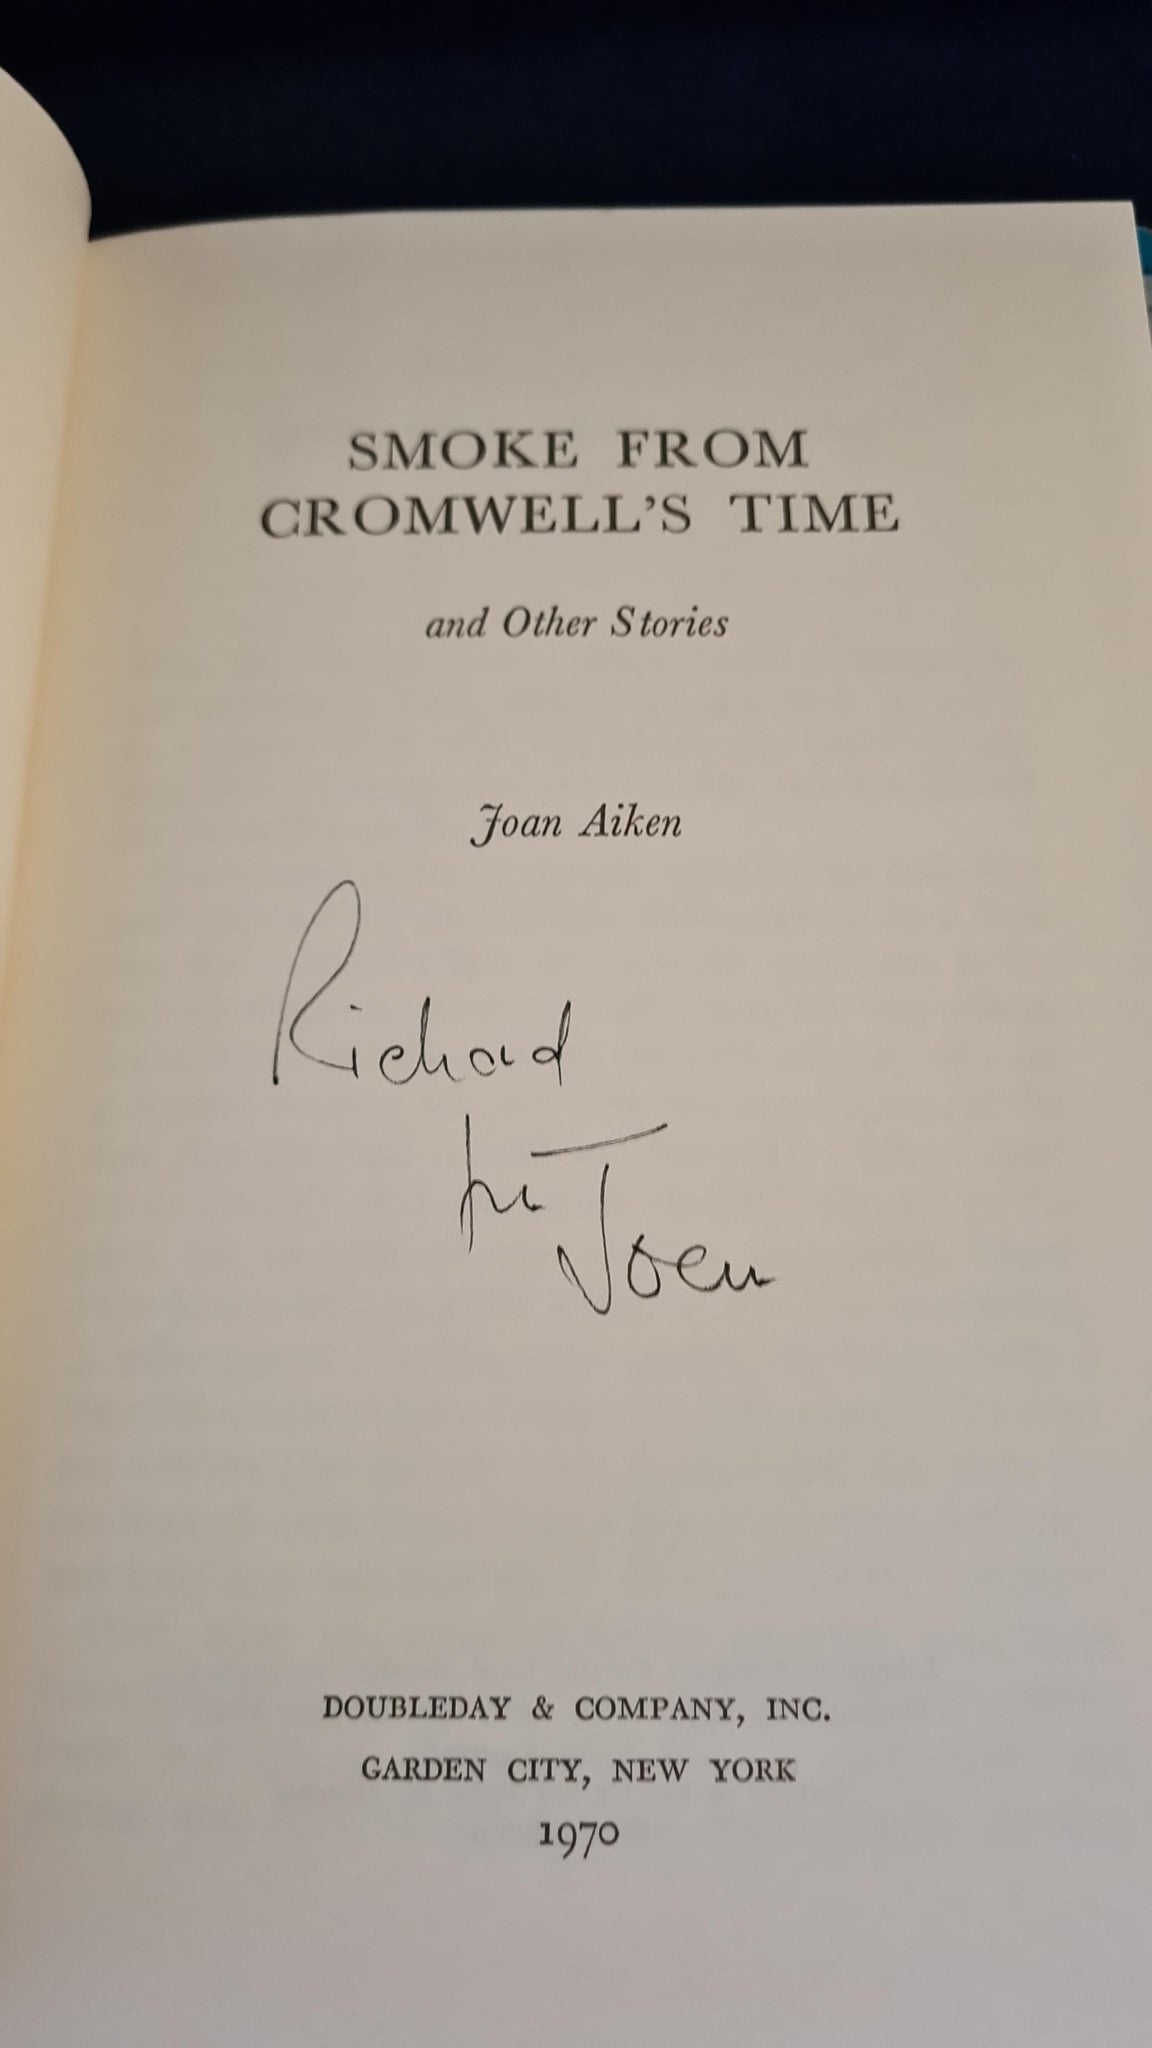 SMOKE FROM
CROMWELL'S TIME
and Other Stories
Joan Aiken
Richard
from
Joan
DOUBLEDAY & COMPANY, INC.
GARDEN CITY, NEW YORK
1970